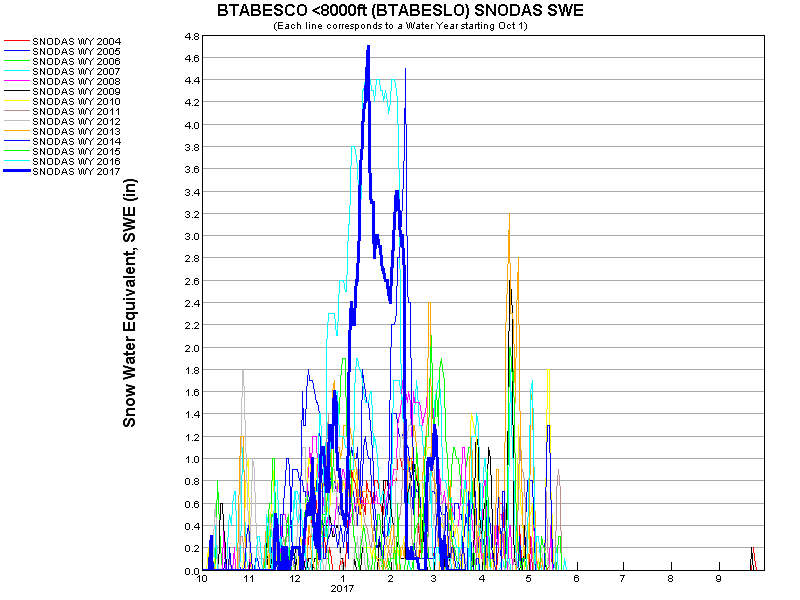 BTABESCO <8000ft (BTABESLO) SNODAS SWE
(Each line corresponds to a Water Year starting Oct 1)
SNODAS WY 2004
SNODAS WY 2005
SNODAS WY 2006
SNODAS WY 2007
SNODAS WY 2008
SNODAS WY 2009
SNODAS WY 2010
SNODAS WY 2011
SNODAS WY 2012
SNODAS WY 2013
SNODAS WY 2014
SNODAS WY 2015
SNODAS WY 2016
SNODAS WY 2017
Snow Water Equivalent, SWE (in)
4.8
4.6
4.4
4.2
4.0
3.8
3.6
3.4
3.2
3.0
2.8
2.6
2.4
2.2
2.0
1.8
1.6
1.4
1.2
1.0
0.8
0.6
0.4
0.2
0.0
10 11 12 1 2 3 4 5 6 7 8 9
2017